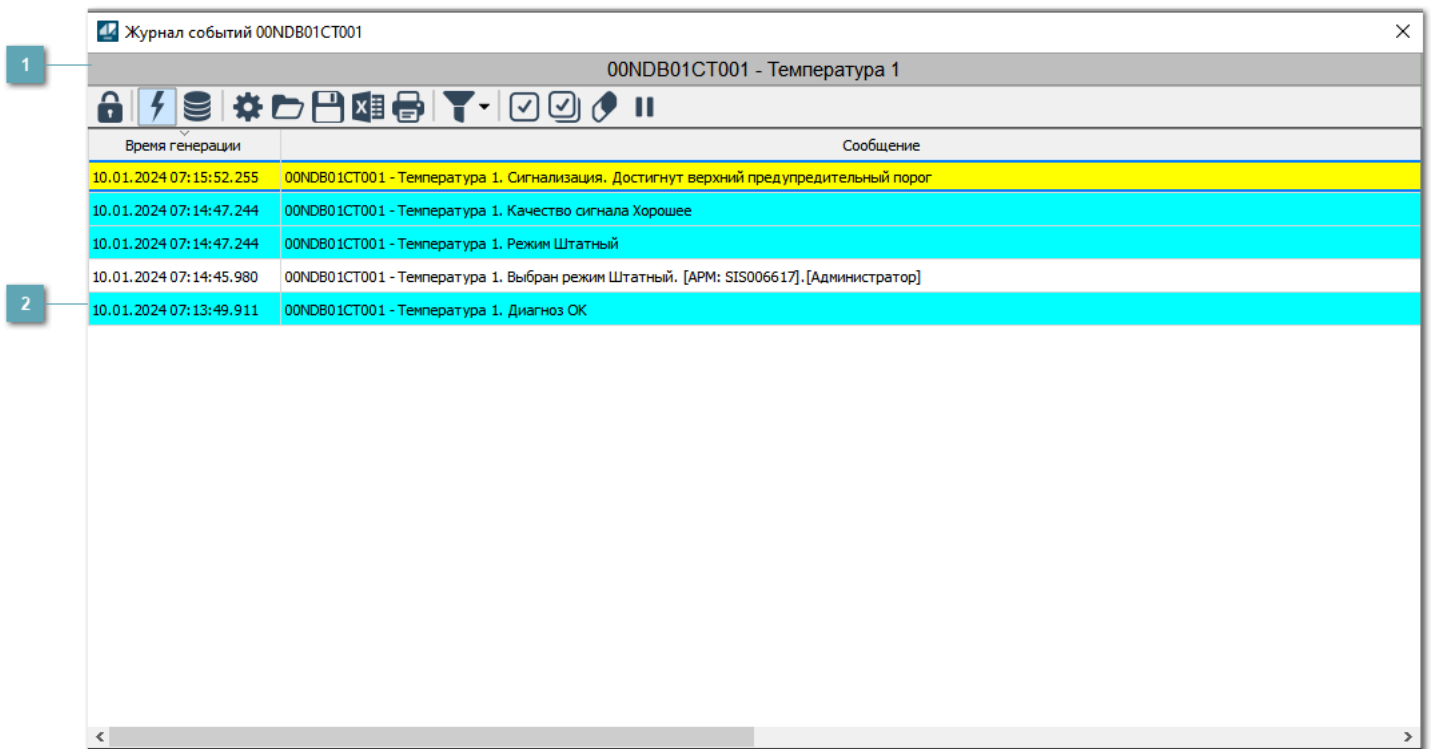 Журнал событий 00NDB01CT001
1
00NDB01CT001 - Температура 1
Время генерации Сообщение
10.01.2024 07:15:52.255 00NDB01CT001 - Температура 1. Сигнализация. Достигнут верхний предупредительный порог
10.01.2024 07:14:47.244 00NDB01CT001 - Температура 1. Качество сигнала Хорошее
10.01.2024 07:14:47.244 00NDB01CT001 - Температура 1. Режим Штатный
10.01.2024 07:14:45.980 00NDB01CT001 - Температура 1. Выбран режим Штатный. [АРМ: SIS006617].[Администратор]
2
10.01.2024 07:13:49.911 00NDB01CT001 - Температура 1. Диагноз ОК